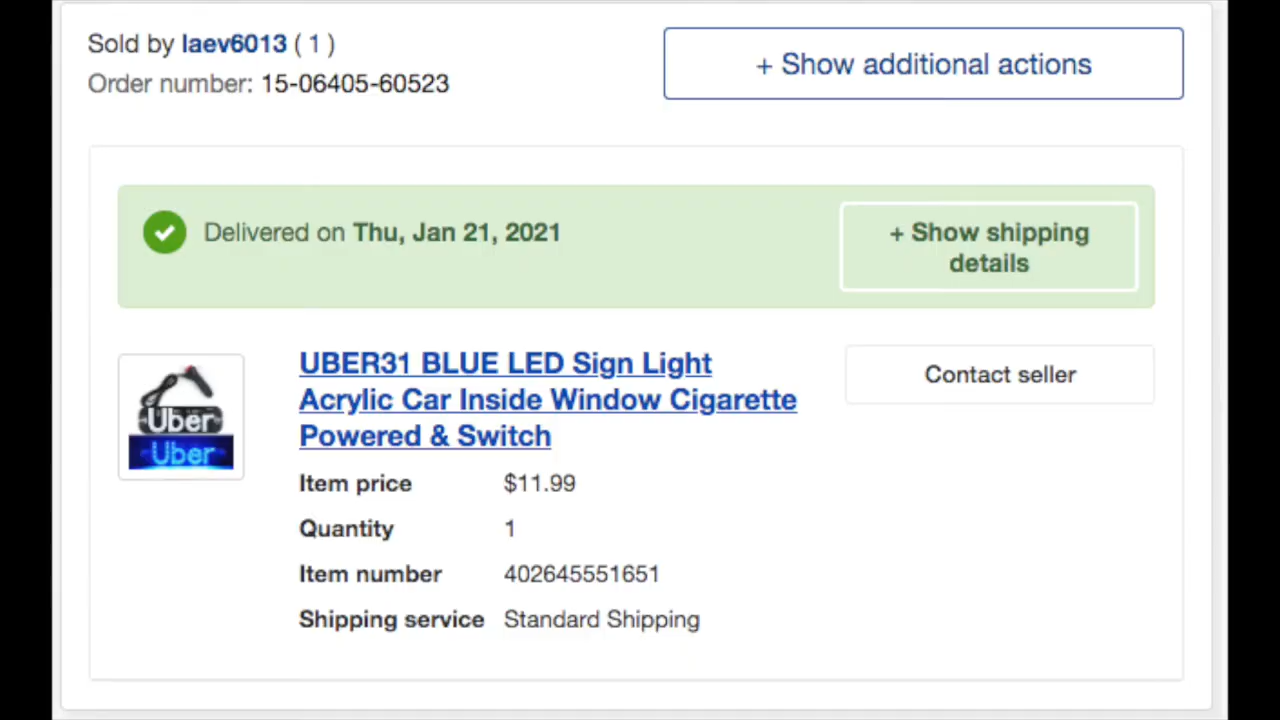 Sold by laev6013 ( 1 )
+ Show additional actions
Order number: 15-06405-60523
Delivered on Thu, Jan 21, 2021
+ Show shipping
details
UBER31 BLUE LED Sign Light
Acrylic Car Inside Window Cigarette
Powered & Switch
Contact seller
Uber
Uber
Item price $11.99
Quantity 1
Item number 402645551651
Shipping service Standard Shipping